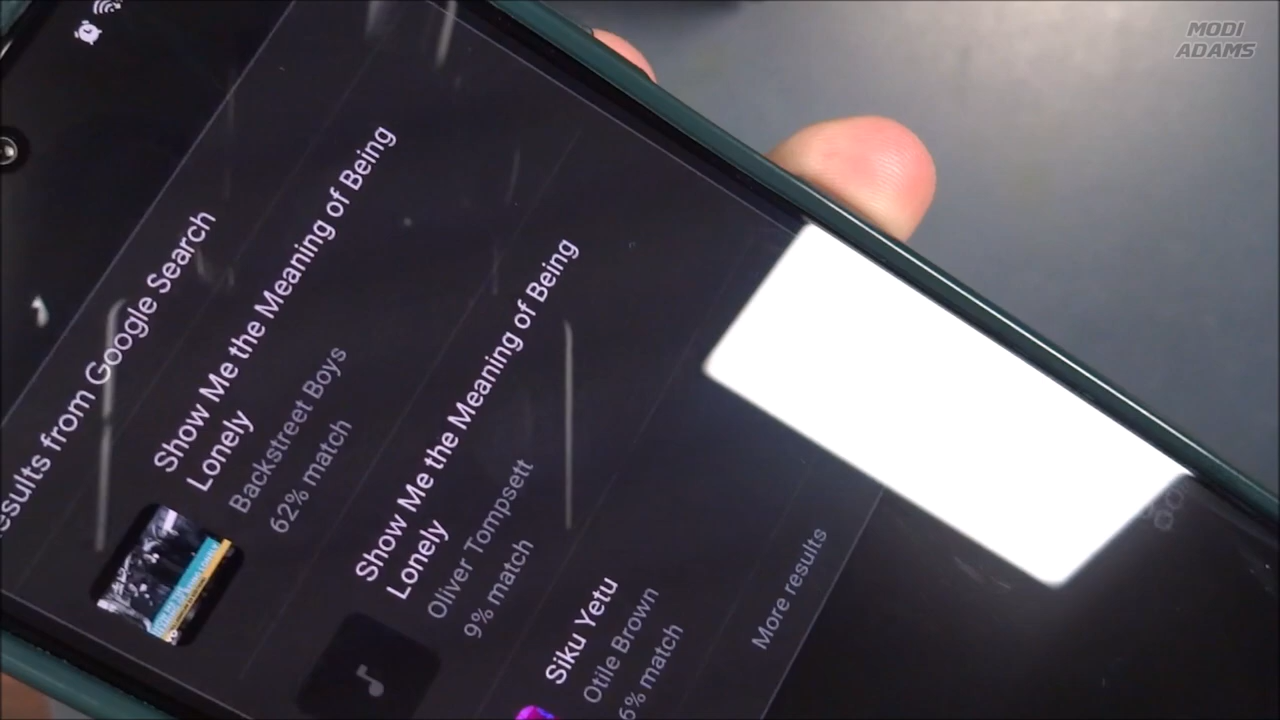 MODI
ADAMS
esults from Google Search
Show Me the Meaning of Being
Lonely
Backstreet Boys
62% match
Show Me the Meaning of Being
Lonely
Oliver Tompsett
9% match
Siku Yetu
Otile Brown
6% match
More results